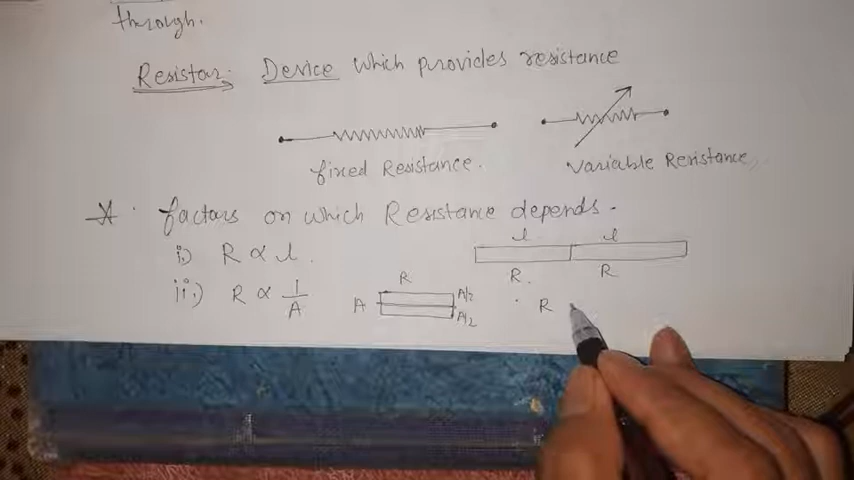 through.
Resistor: Device which provides resistance
fixed Resistance.
Variable Resistance,
* factors on which Resistance depends.
i) R ∝ l.
l l
R. R
ii) R ∝ 1/A
R
A A/2
A/2
R